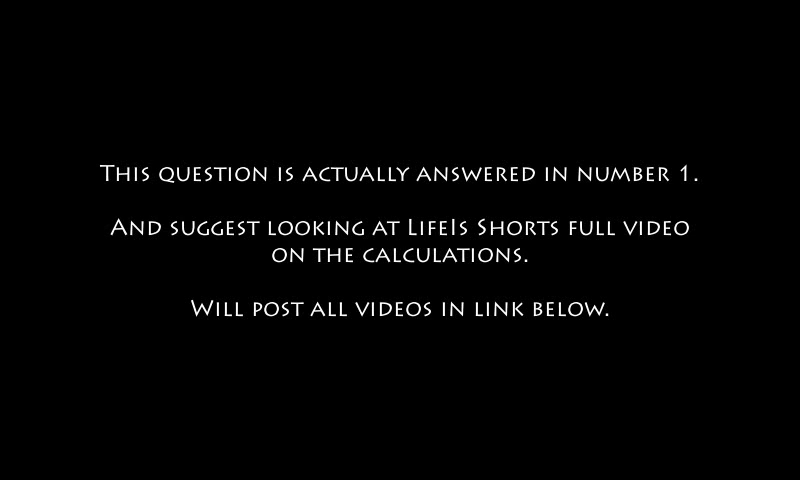 This question is actually answered in number 1.
And suggest looking at LifeIs Shorts full video
on the calculations.
Will post all videos in link below.